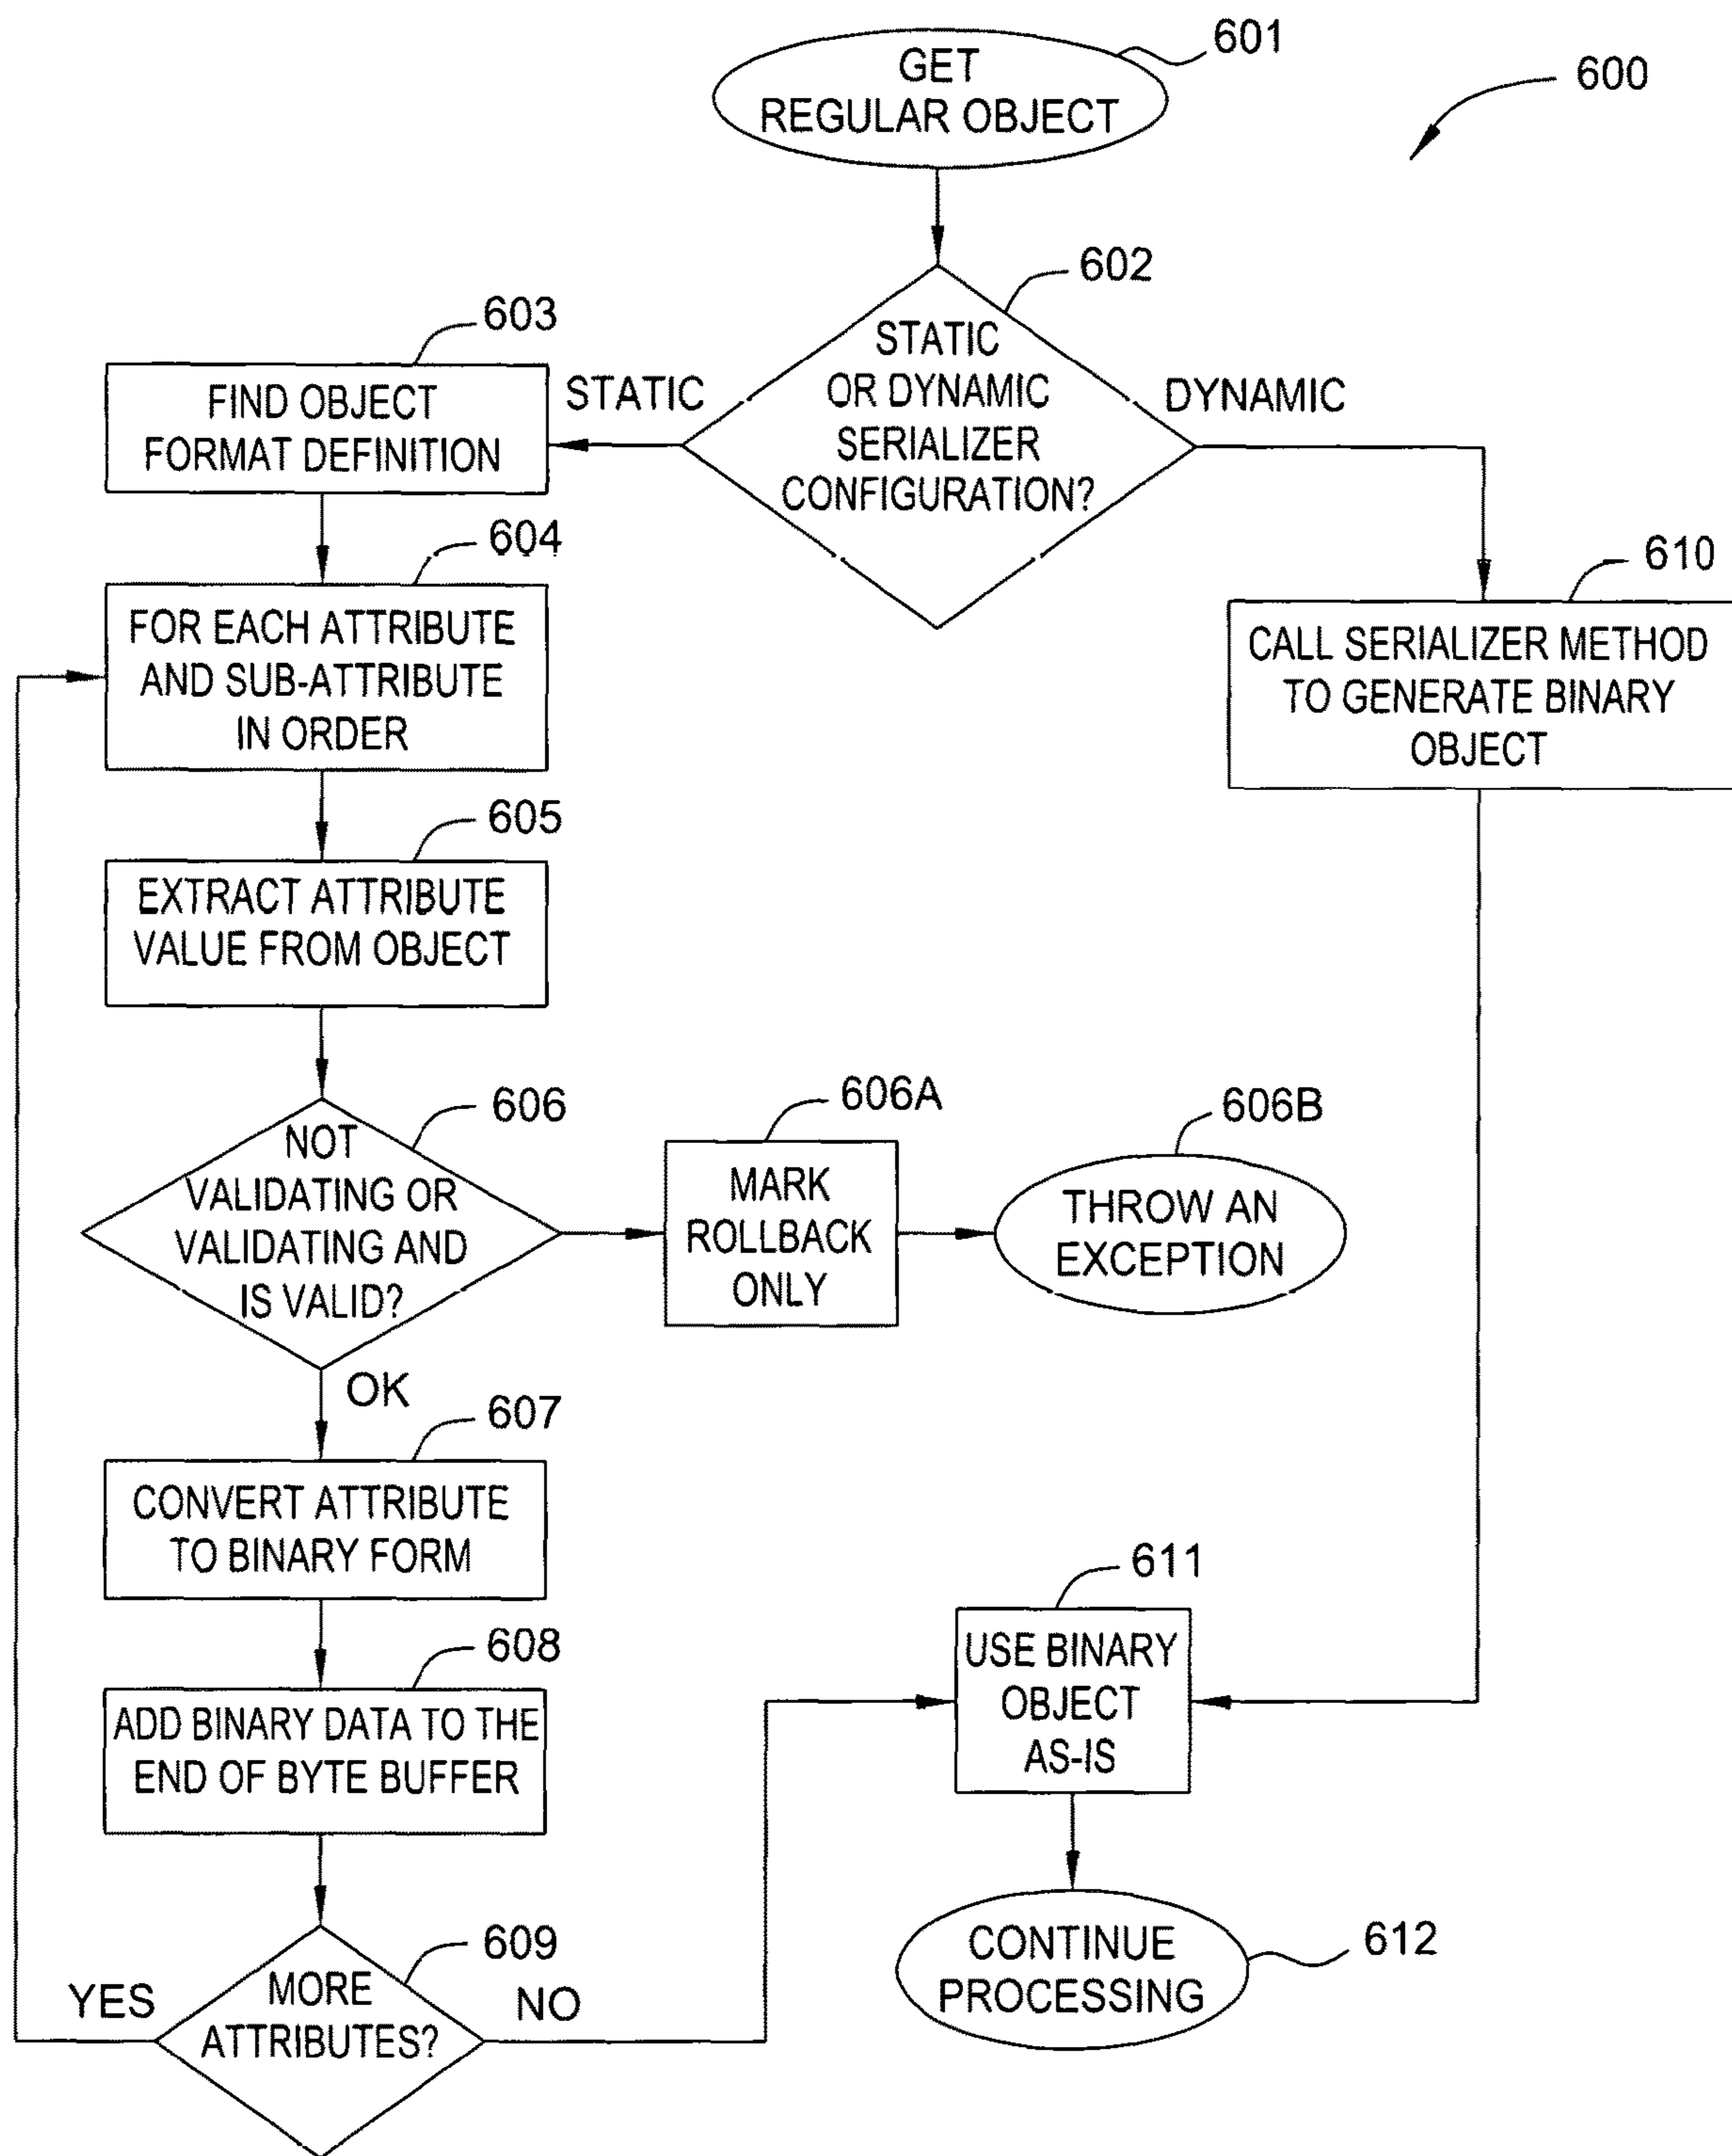 601
GET
REGULAR OBJECT
600
602
STATIC
OR DYNAMIC
SERIALIZER
CONFIGURATION?
STATIC
DYNAMIC
603
FIND OBJECT
FORMAT DEFINITION
604
FOR EACH ATTRIBUTE
AND SUB-ATTRIBUTE
IN ORDER
610
CALL SERIALIZER METHOD
TO GENERATE BINARY
OBJECT
605
EXTRACT ATTRIBUTE
VALUE FROM OBJECT
606
NOT
VALIDATING OR
VALIDATING AND
IS VALID?
606A
MARK
ROLLBACK
ONLY
606B
THROW AN
EXCEPTION
OK
607
CONVERT ATTRIBUTE
TO BINARY FORM
608
ADD BINARY DATA TO THE
END OF BYTE BUFFER
611
USE BINARY
OBJECT
AS-IS
609
MORE
ATTRIBUTES?
YES
NO
612
CONTINUE
PROCESSING